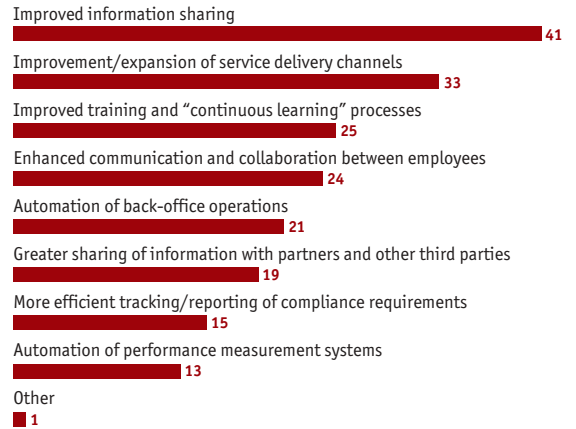 Improved information sharing
41
Improvement/expansion of service delivery channels
33
Improved training and “continuous learning” processes
25
Enhanced communication and collaboration between employees
24
Automation of back-office operations
21
Greater sharing of information with partners and other third parties
19
More efficient tracking/reporting of compliance requirements
15
Automation of performance measurement systems
13
Other
1